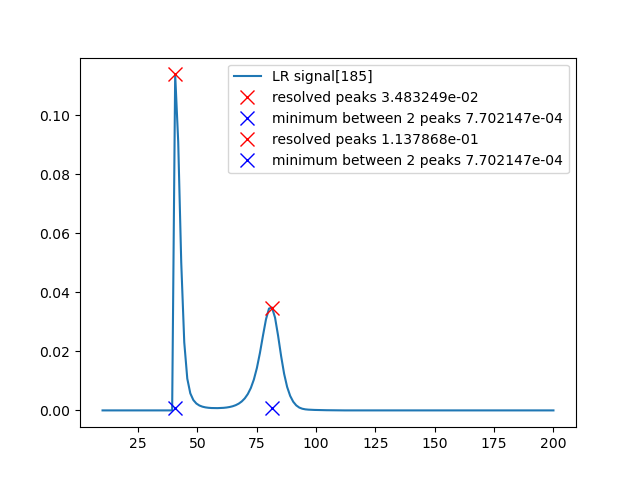 LR signal[185]
resolved peaks 3.483249e-02
minimum between 2 peaks 7.702147e-04
resolved peaks 1.137868e-01
minimum between 2 peaks 7.702147e-04
0.10
0.08
0.06
0.04
0.02
0.00
25 50 75 100 125 150 175 200